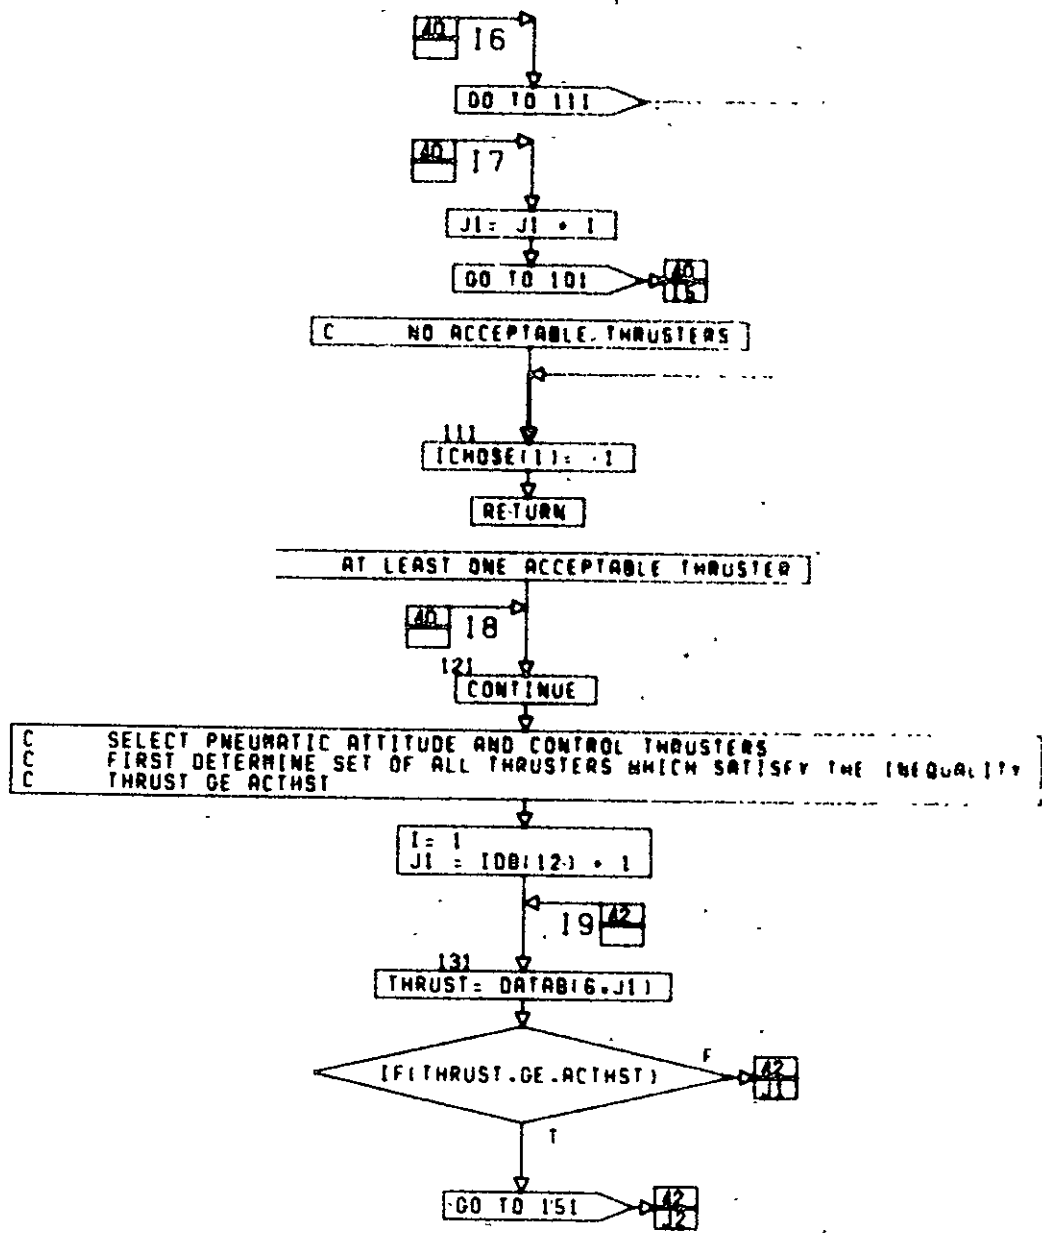 40
I6
GO TO 111
40
I7
J1= J1 + 1
GO TO 101
40
I5
C NO ACCEPTABLE THRUSTERS
111
ICHOSE(1)= -1
RETURN
AT LEAST ONE ACCEPTABLE THRUSTER
40
I8
121
CONTINUE
C SELECT PNEUMATIC ATTITUDE AND CONTROL THRUSTERS
C FIRST DETERMINE SET OF ALL THRUSTERS WHICH SATISFY THE INEQUALITY
C THRUST GE ACTHST
I= 1
J1 = IDB(12) + 1
I9
42
131
THRUST= DATAB(6,J1)
IF(THRUST.GE.ACTHST)
F
42
J1
T
GO TO 151
42
J2